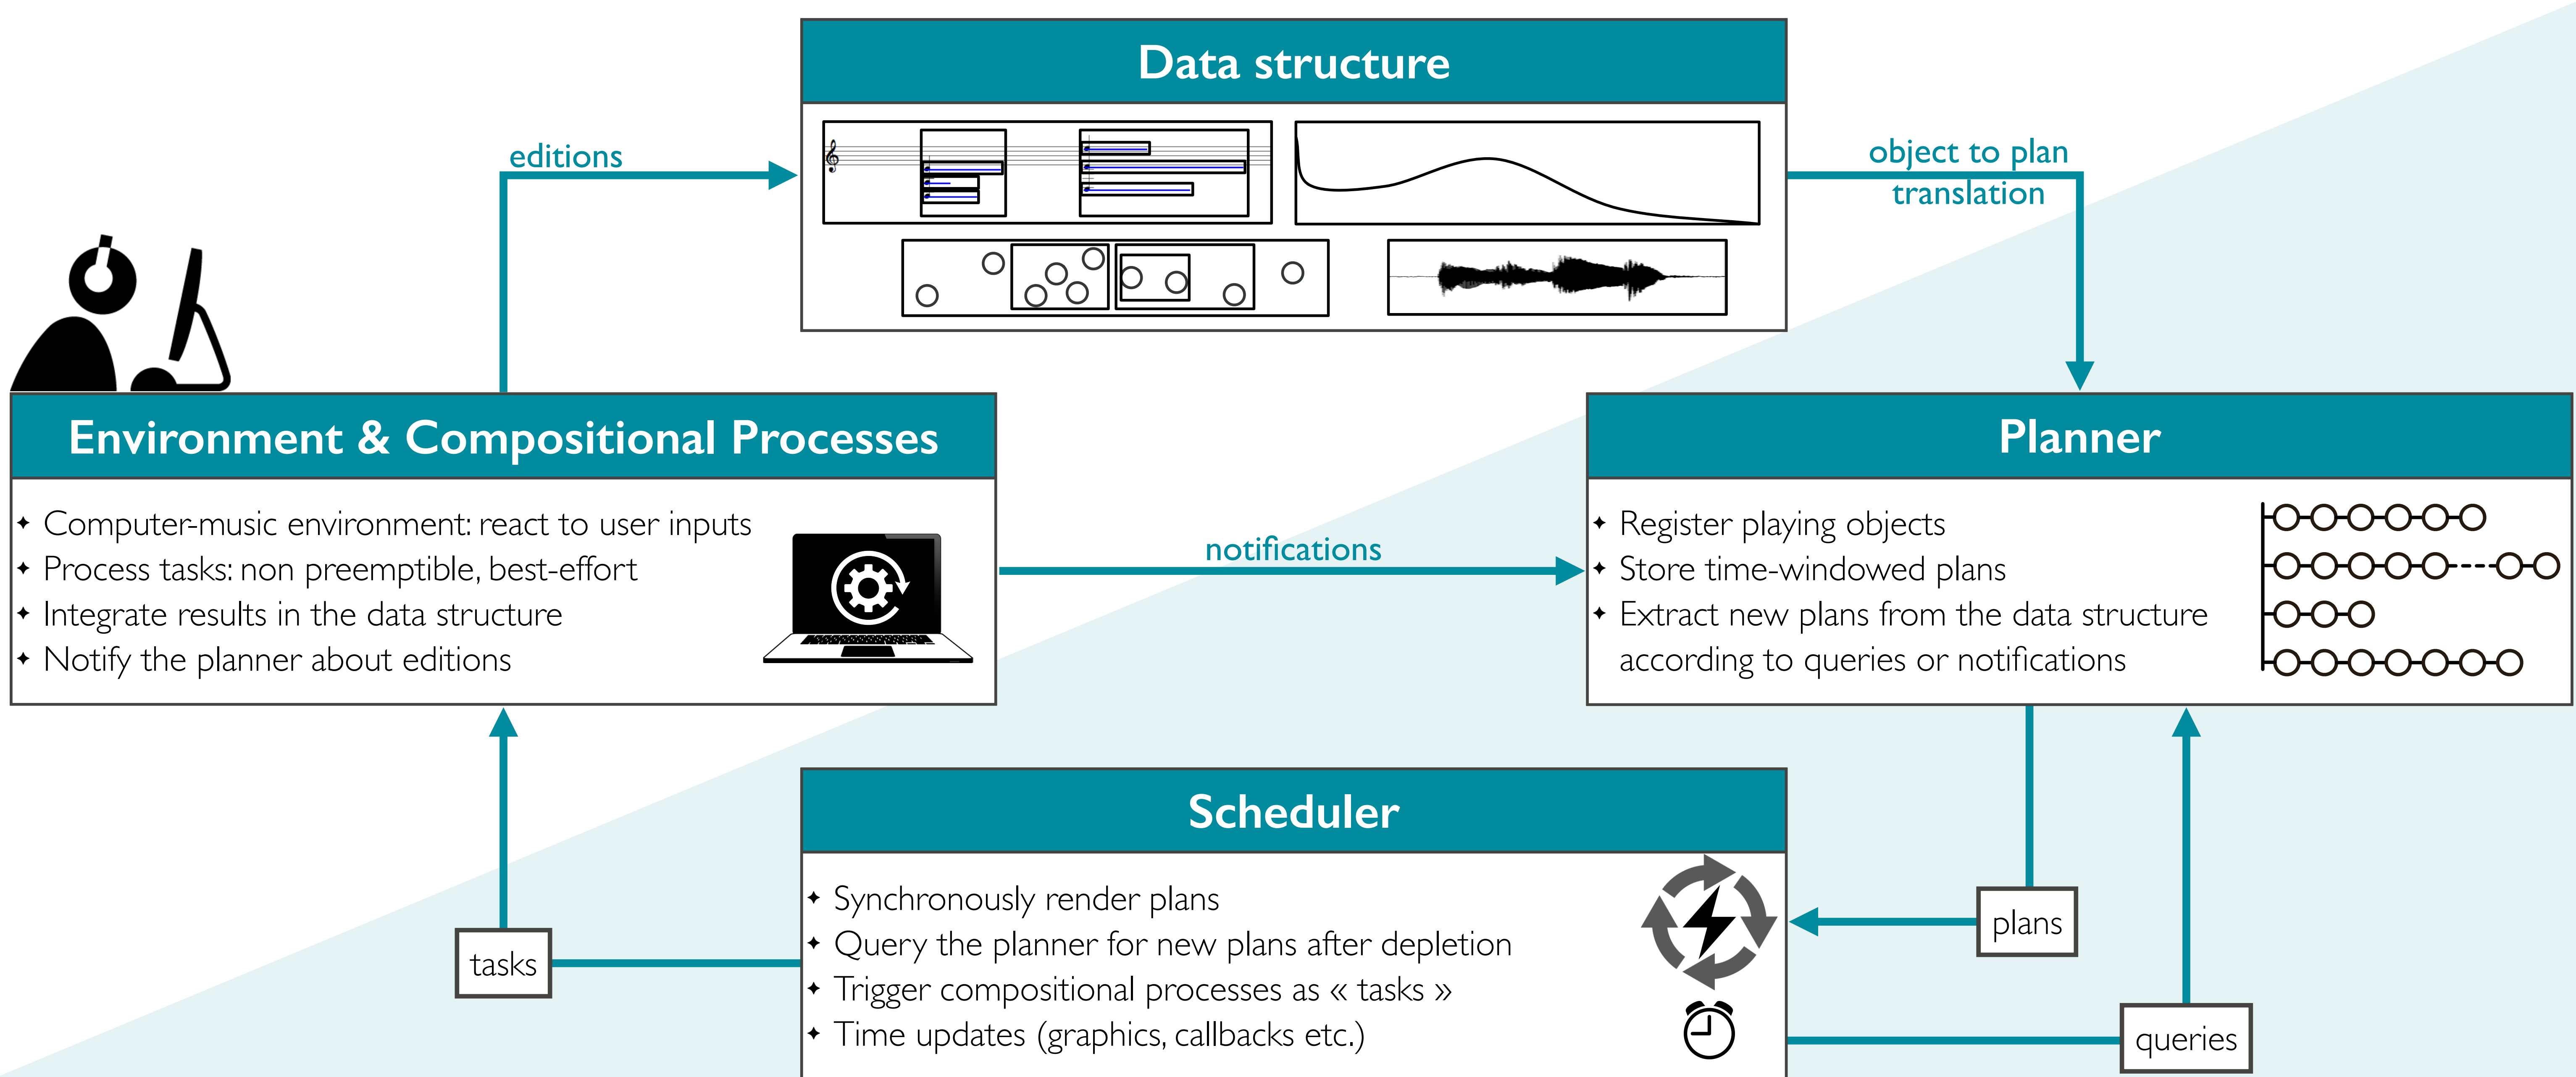 Data structure
editions
object to plan
translation
Environment & Compositional Processes
✦ Computer-music environment: react to user inputs
✦ Process tasks: non preemptible, best-effort
✦ Integrate results in the data structure
✦ Notify the planner about editions
notifications
Planner
✦ Register playing objects
✦ Store time-windowed plans
✦ Extract new plans from the data structure
according to queries or notifications
Scheduler
✦ Synchronously render plans
✦ Query the planner for new plans after depletion
✦ Trigger compositional processes as « tasks »
✦ Time updates (graphics, callbacks etc.)
tasks
plans
queries